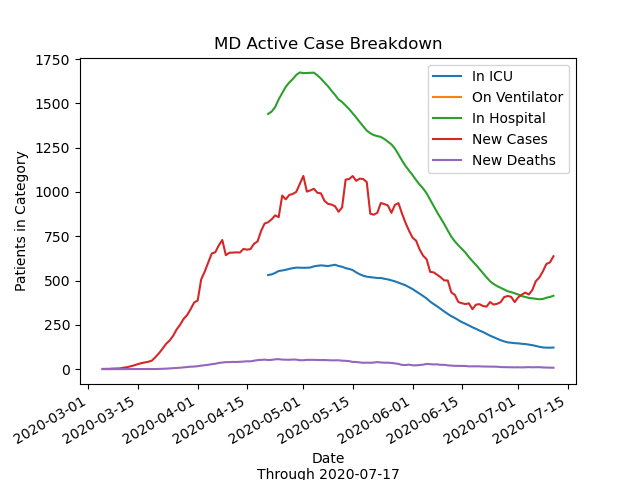 MD Active Case Breakdown
1750
1500
1250
1000
750
500
250
0
Patients in Category
In ICU
On Ventilator
In Hospital
New Cases
New Deaths
2020-03-01
2020-03-15
2020-04-01
2020-04-15
2020-05-01
2020-05-15
2020-06-01
2020-06-15
2020-07-01
2020-07-15
Date
Through 2020-07-17